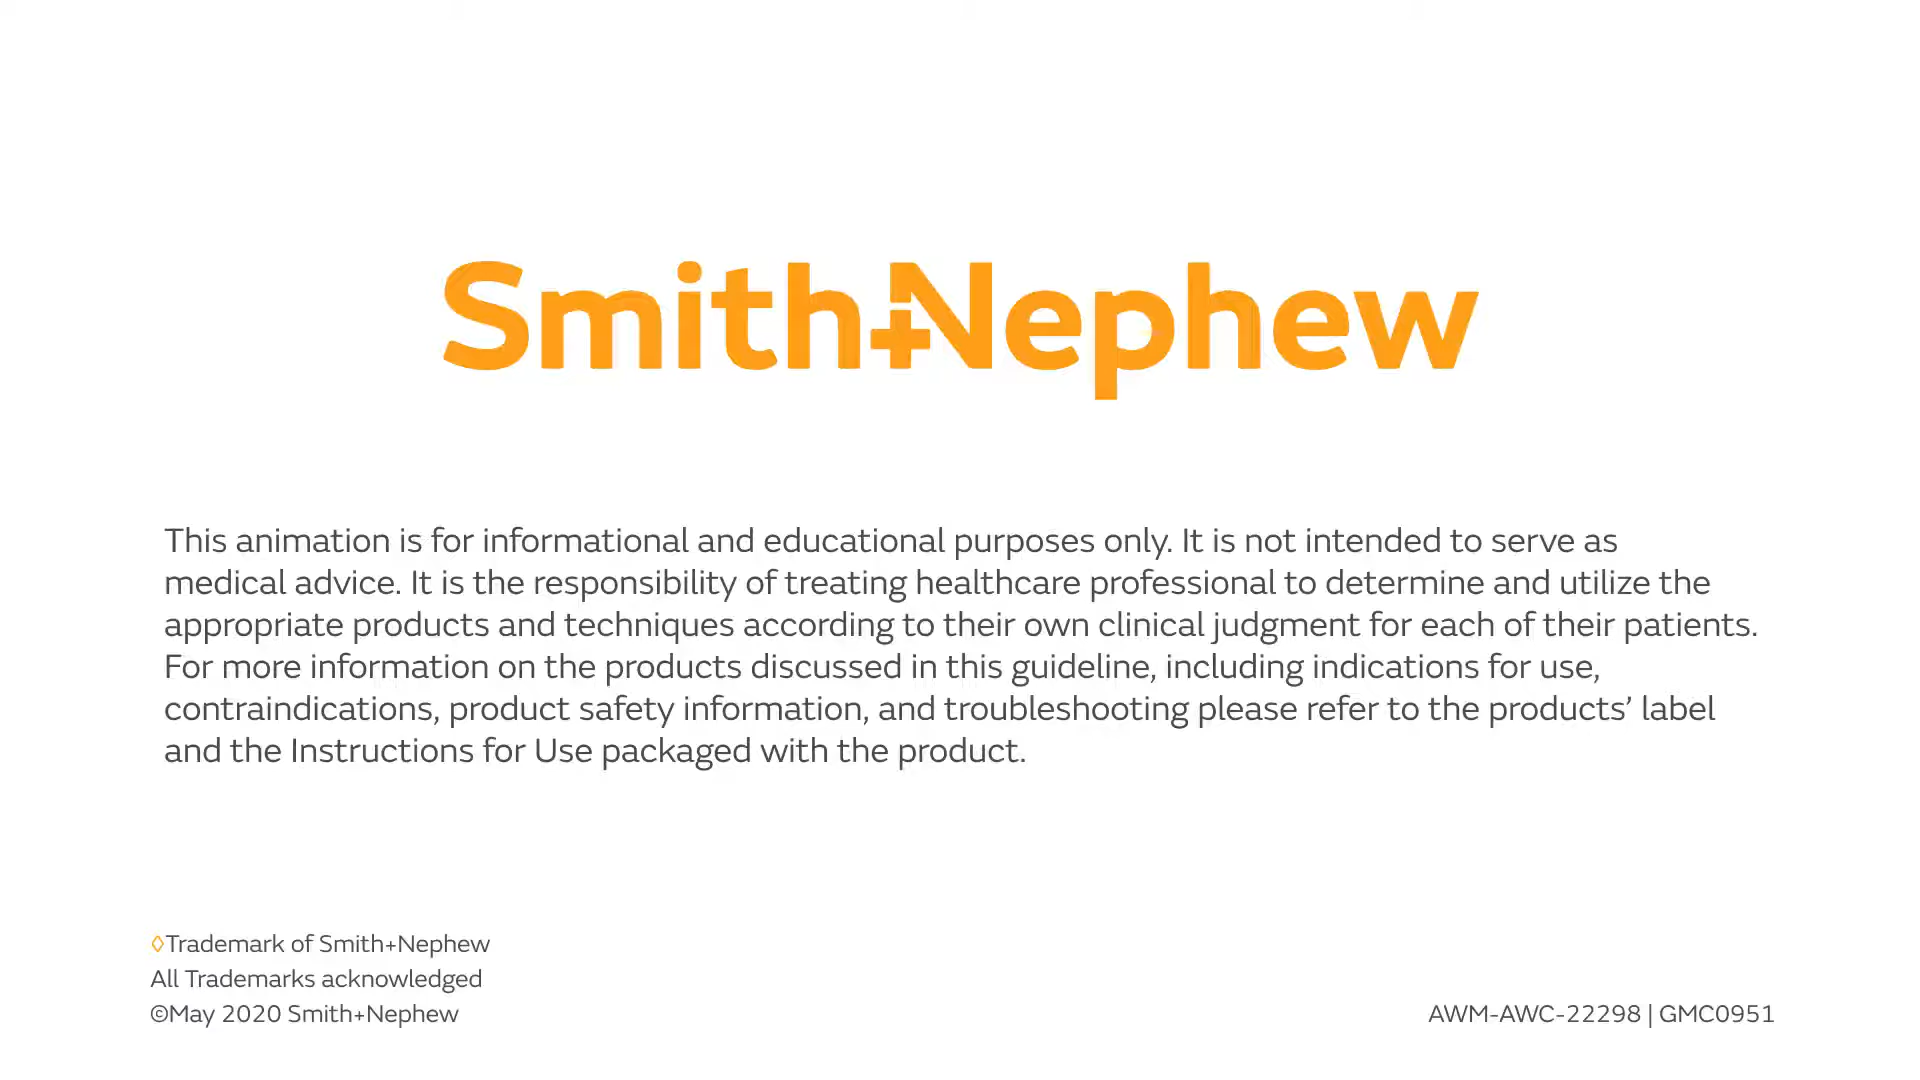 Smith+Nephew
This animation is for informational and educational purposes only. It is not intended to serve as
medical advice. It is the responsibility of treating healthcare professional to determine and utilize the
appropriate products and techniques according to their own clinical judgment for each of their patients.
For more information on the products discussed in this guideline, including indications for use,
contraindications, product safety information, and troubleshooting please refer to the products’ label
and the Instructions for Use packaged with the product.
◊Trademark of Smith+Nephew
All Trademarks acknowledged
©May 2020 Smith+Nephew
AWM-AWC-22298 | GMC0951